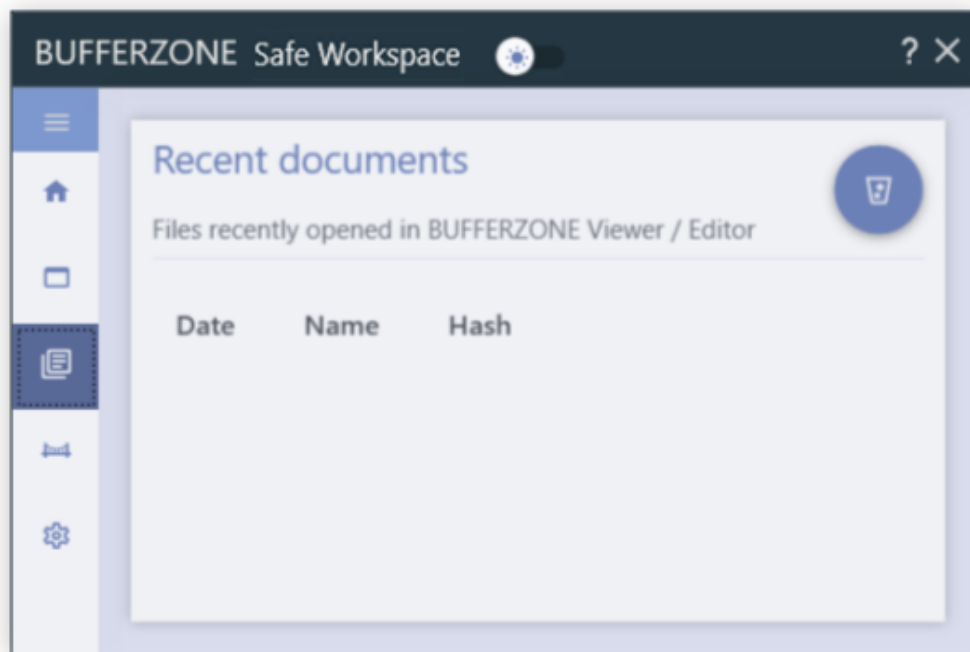 BUFFERZONE Safe Workspace ?
Recent documents
Files recently opened in BUFFERZONE Viewer / Editor
Date Name Hash